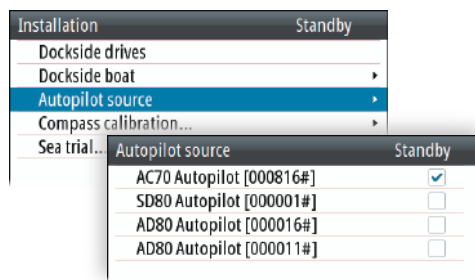 Installation Standby
Dockside drives
Dockside boat
Autopilot source
Compass calibration...
Sea trial...
Autopilot source Standby
AC70 Autopilot [000816#]
SD80 Autopilot [000001#]
AD80 Autopilot [000016#]
AD80 Autopilot [000011#]